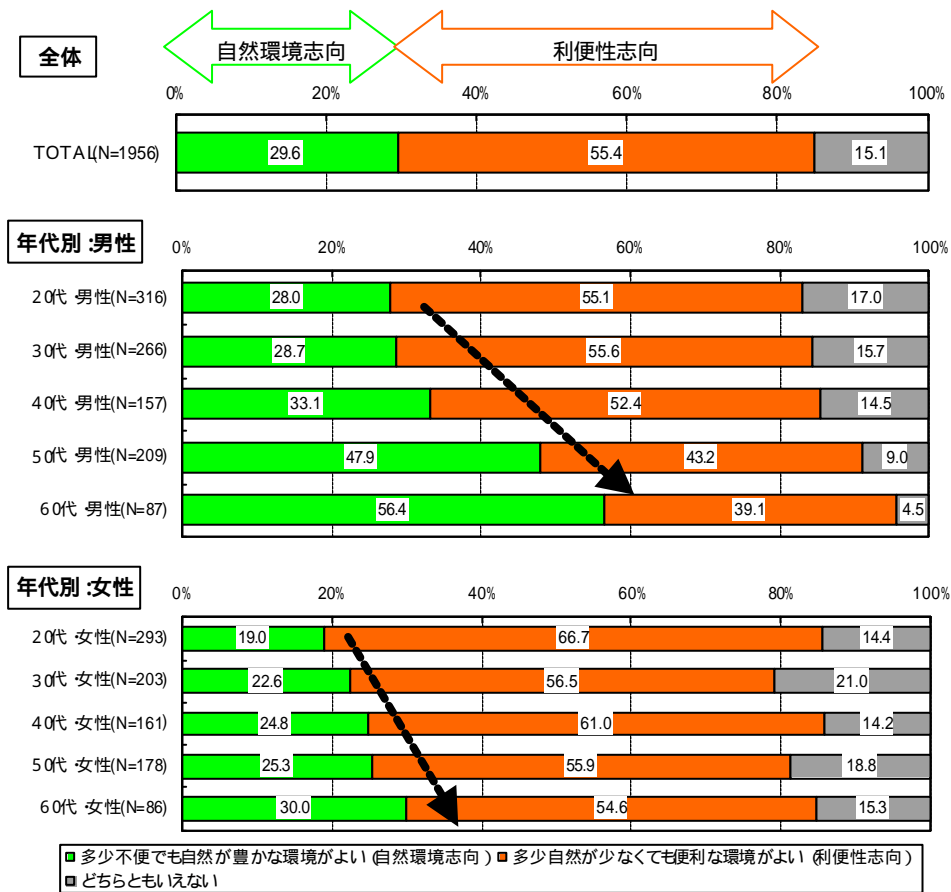 自然環境志向 利便性志向
全体
0% 20% 40% 60% 80% 100%
TOTAL(N=1956) 29.6 55.4 15.1
年代別:男性
0% 20% 40% 60% 80% 100%
20代・男性(N=316) 28.0 55.1 17.0
30代・男性(N=266) 28.7 55.6 15.7
40代・男性(N=157) 33.1 52.4 14.5
50代・男性(N=209) 47.9 43.2 9.0
60代・男性(N=87) 56.4 39.1 4.5
年代別:女性
0% 20% 40% 60% 80% 100%
20代・女性(N=293) 19.0 66.7 14.4
30代・女性(N=203) 22.6 56.5 21.0
40代・女性(N=161) 24.8 61.0 14.2
50代・女性(N=178) 25.3 55.9 18.8
60代・女性(N=86) 30.0 54.6 15.3
多少不便でも自然が豊かな環境がよい(自然環境志向) 多少自然が少なくても便利な環境がよい(利便性志向)
どちらともいえない